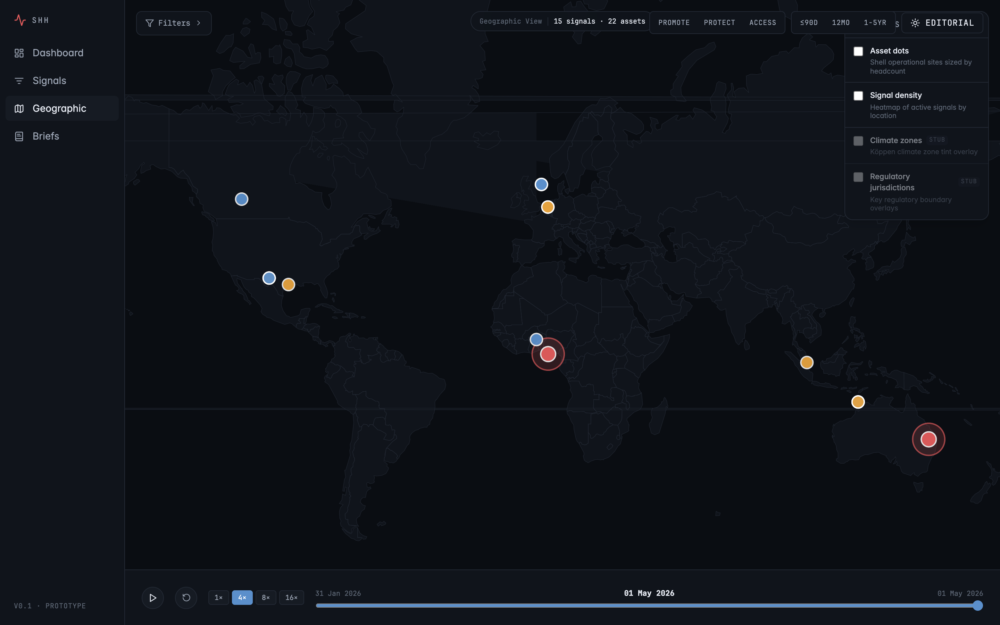 SHH
Dashboard
Signals
Geographic
Briefs
V0.1 · PROTOTYPE
Filters
Geographic View 15 signals · 22 assets
PROMOTE PROTECT ACCESS
≤90D 12MO 1-5YR
S
EDITORIAL
Asset dots
Shell operational sites sized by
headcount
Signal density
Heatmap of active signals by
location
Climate zones STUB
Köppen climate zone tint overlay
Regulatory
jurisdictions
STUB
Key regulatory boundary
overlays
1× 4× 8× 16×
31 Jan 2026
01 May 2026
01 May 2026